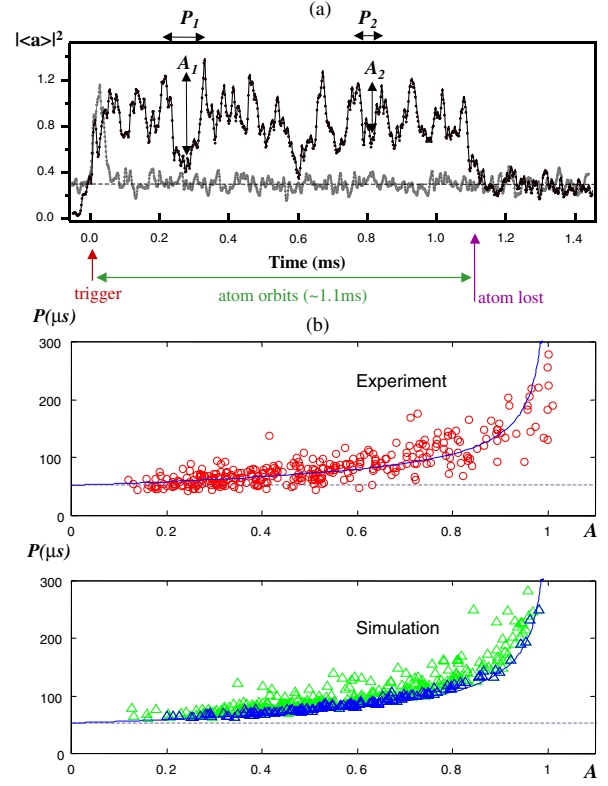 (a)
P1 P2
|<a>|²
A1 A2
1.2
0.8
0.4
0.0
0.0 0.2 0.4 0.6 0.8 1.0 1.2 1.4
Time (ms)
trigger atom orbits (~1.1ms) atom lost
P(μs) (b)
300
Experiment
200
100
0
0 0.2 0.4 0.6 0.8 1 A
P(μs)
300
Simulation
200
100
0
0 0.2 0.4 0.6 0.8 1 A